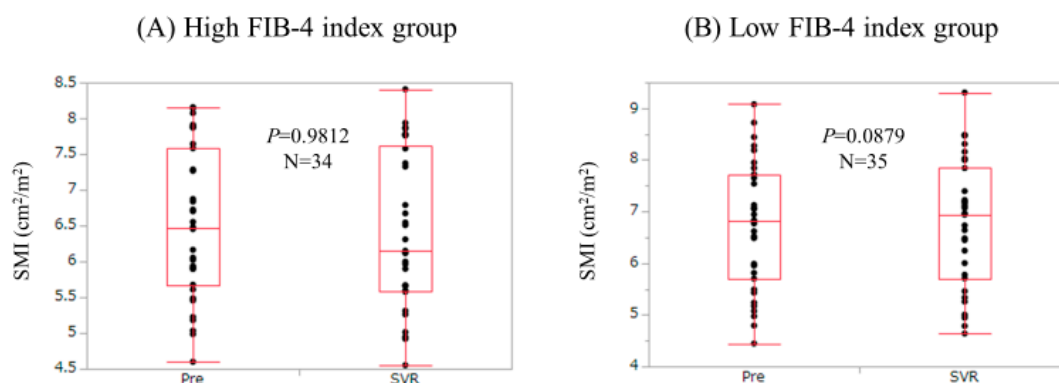 (A) High FIB-4 index group
SMI (cm²/m²)
8.5
8
7.5
7
6.5
6
5.5
5
4.5
P=0.9812
N=34
Pre
SVR
(B) Low FIB-4 index group
SMI (cm²/m²)
9
8
7
6
5
4
P=0.0879
N=35
Pre
SVR